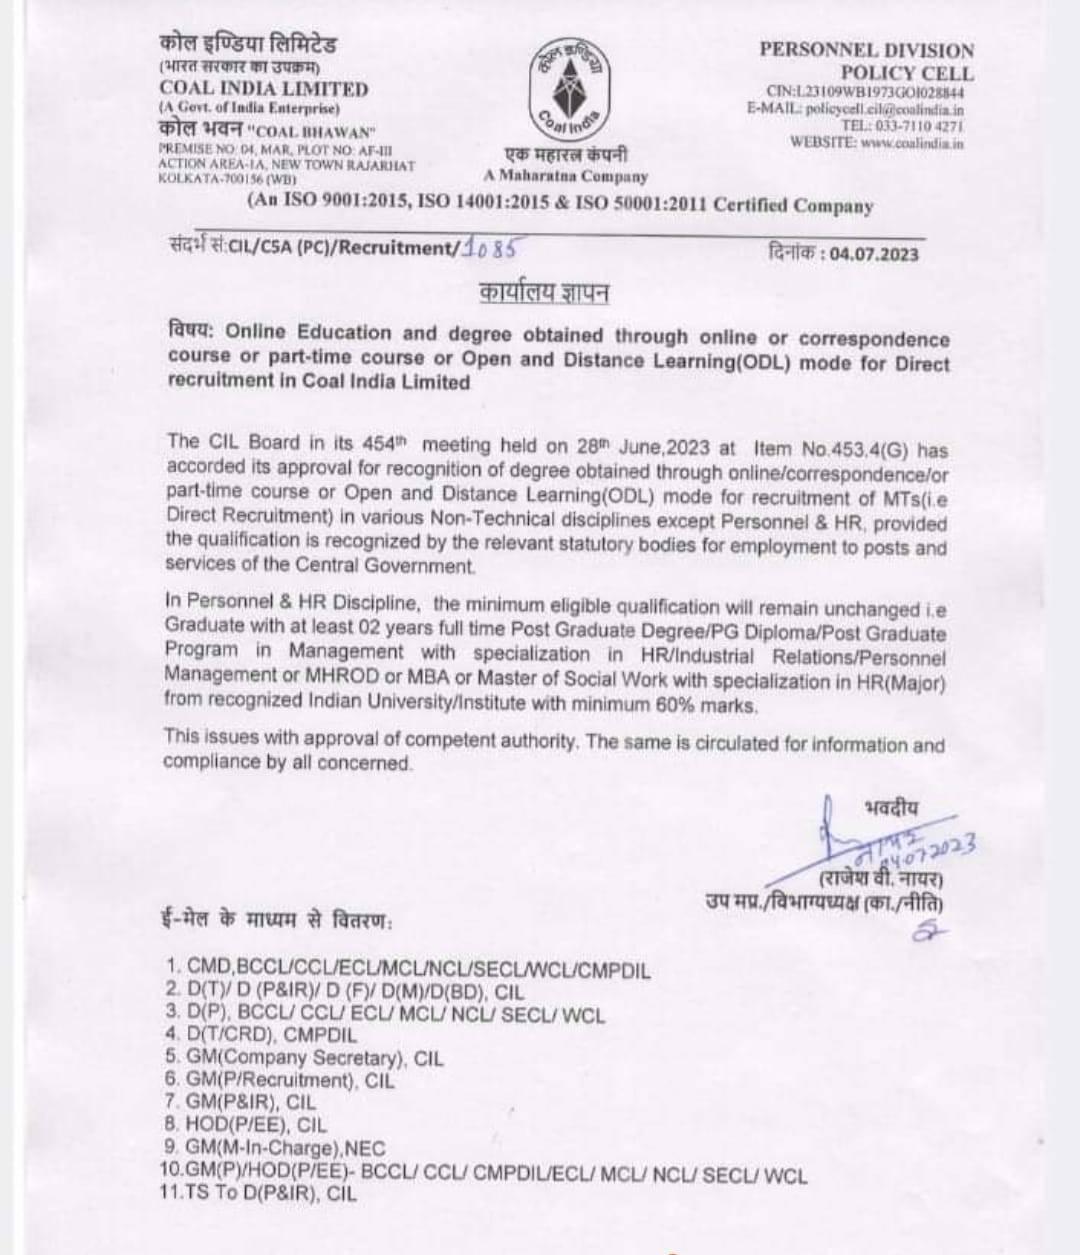 कोल इण्डिया लिमिटेड
(भारत सरकार का उपक्रम)
COAL INDIA LIMITED
(A Govt. of India Enterprise)
कोल भवन "COAL BHAWAN"
PREMISE NO: 04, MAR, PLOT NO: AF-III
ACTION AREA-1A, NEW TOWN RAJARHAT
KOLKATA-700156 (WB)
कोल इण्डिया
Coal India
एक महारत्न कंपनी
A Maharatna Company
PERSONNEL DIVISION
POLICY CELL
CIN:L23109WB1973GOI028844
E-MAIL: policycell.cil@coalindia.in
TEL: 033-7110 4271
WEBSITE: www.coalindia.in
(An ISO 9001:2015, ISO 14001:2015 & ISO 50001:2011 Certified Company
संदर्भ सं:CIL/C5A (PC)/Recruitment/1085
दिनांक : 04.07.2023
कार्यालय ज्ञापन
विषय: Online Education and degree obtained through online or correspondence
course or part-time course or Open and Distance Learning(ODL) mode for Direct
recruitment in Coal India Limited
The CIL Board in its 454th meeting held on 28th June,2023 at Item No.453.4(G) has
accorded its approval for recognition of degree obtained through online/correspondence/or
part-time course or Open and Distance Learning(ODL) mode for recruitment of MTs(i.e
Direct Recruitment) in various Non-Technical disciplines except Personnel & HR, provided
the qualification is recognized by the relevant statutory bodies for employment to posts and
services of the Central Government.
In Personnel & HR Discipline, the minimum eligible qualification will remain unchanged i.e
Graduate with at least 02 years full time Post Graduate Degree/PG Diploma/Post Graduate
Program in Management with specialization in HR/Industrial Relations/Personnel
Management or MHROD or MBA or Master of Social Work with specialization in HR(Major)
from recognized Indian University/Institute with minimum 60% marks.
This issues with approval of competent authority. The same is circulated for information and
compliance by all concerned.
भवदीय
नायर
04072023
(राजेश वी. नायर)
उप मप्र./विभाग्यध्यक्ष (का./नीति)
ई-मेल के माध्यम से वितरण:
1. CMD,BCCL/CCL/ECL/MCL/NCL/SECL/WCL/CMPDIL
2. D(T)/ D (P&IR)/ D (F)/ D(M)/D(BD), CIL
3. D(P), BCCL/ CCL/ ECL/ MCL/ NCL/ SECL/ WCL
4. D(T/CRD), CMPDIL
5. GM(Company Secretary), CIL
6. GM(P/Recruitment), CIL
7. GM(P&IR), CIL
8. HOD(P/EE), CIL
9. GM(M-In-Charge),NEC
10.GM(P)/HOD(P/EE)- BCCL/ CCL/ CMPDIL/ECL/ MCL/ NCL/ SECL/ WCL
11.TS To D(P&IR), CIL